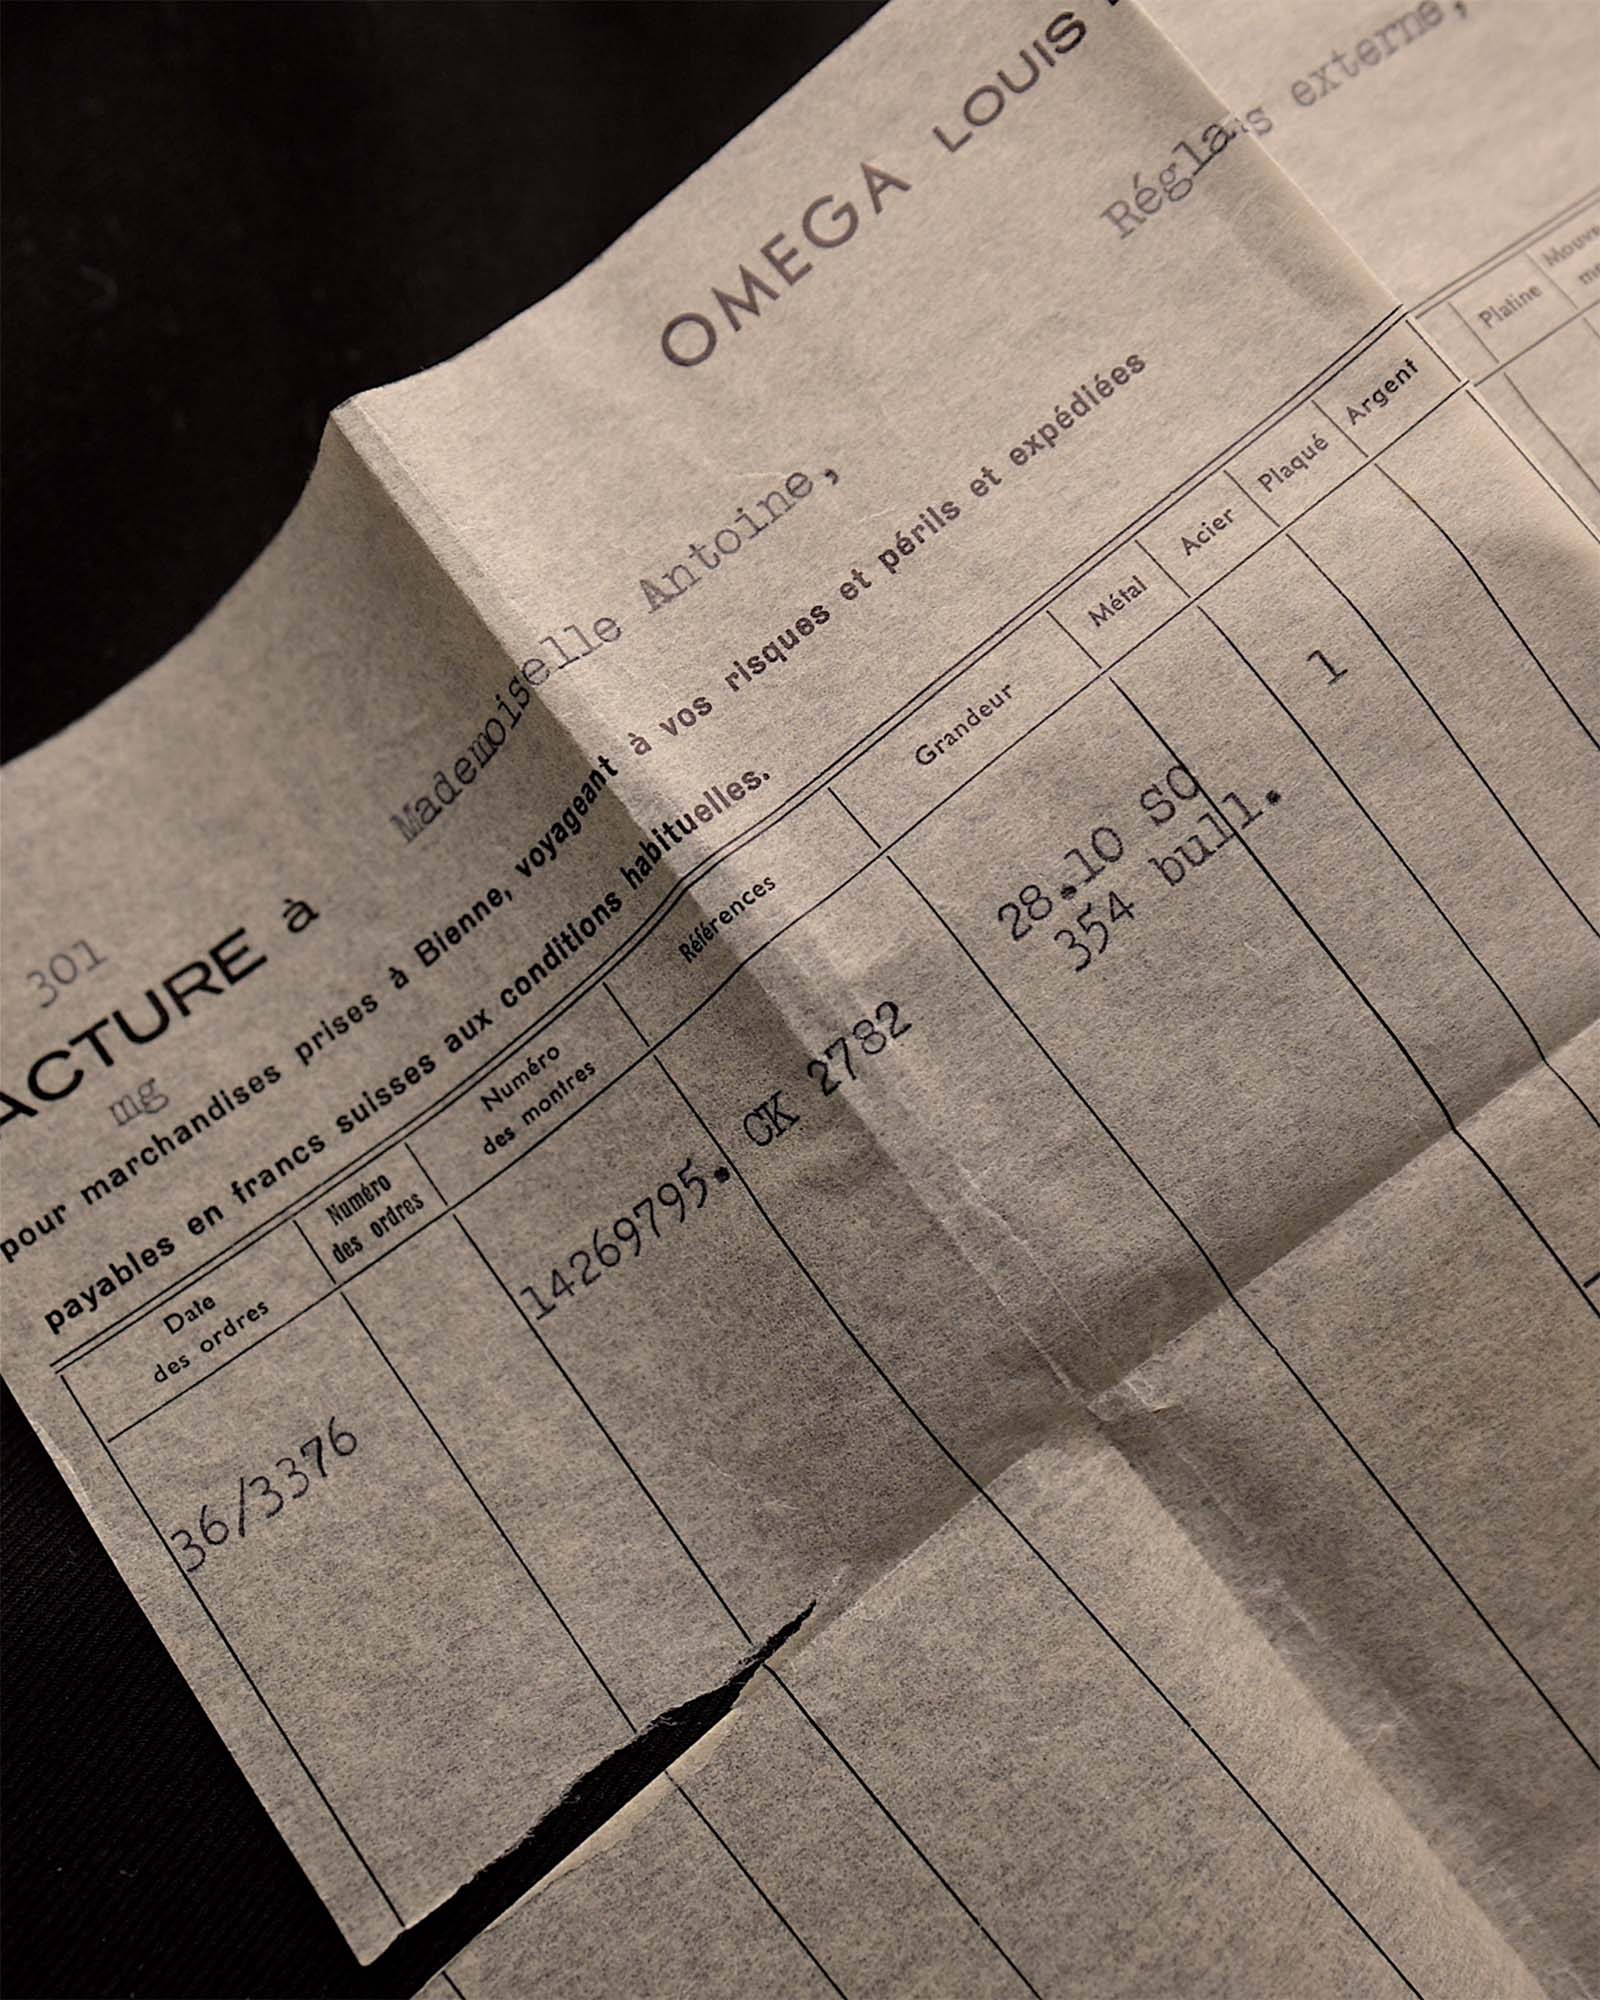 OMEGA LOUIS
Réglages externe,
301
ACTURE à Mademoiselle Antoine,
mg
pour marchandises prises à Bienne, voyageant à vos risques et périls et expédiées
payables en francs suisses aux conditions habituelles.
Date
des ordres
Numéro
des ordres
Numéro
des montres
Références
Grandeur
Métal
Acier
Plaqué
Argent
Platine
36/3376
14269795. CK 2782 28.10 SC 1
354 bull.